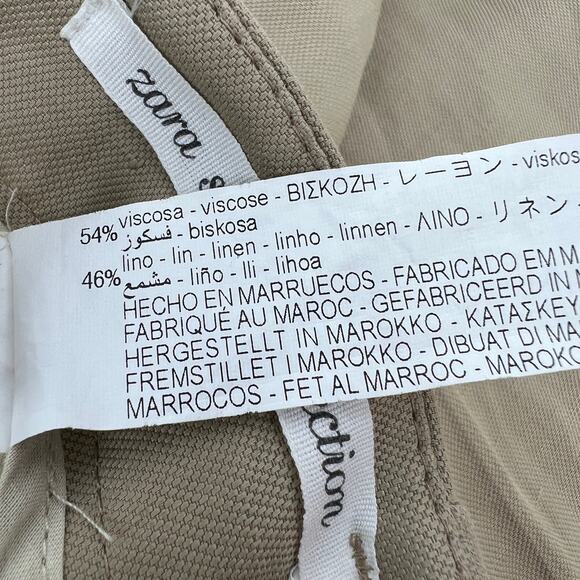 zara
54% viscosa - viscose - ΒΙΣΚΟΖΗ - レーヨン - viskos
فسكوز - biskosa
46% lino - lin - linen - linho - linnen - ΛΙΝΟ - リネン -
مشمع - liño - lli - lihoa
HECHO EN MARRUECOS - FABRICADO EM M
FABRIQUÉ AU MAROC - GEFABRICEERD IN
HERGESTELLT IN MAROKKO - ΚΑΤΑΣΚΕΥ
FREMSTILLET I MAROKKO - DIBUAT DI MA
MARROCOS - FET AL MARROC - MAROKO
ction